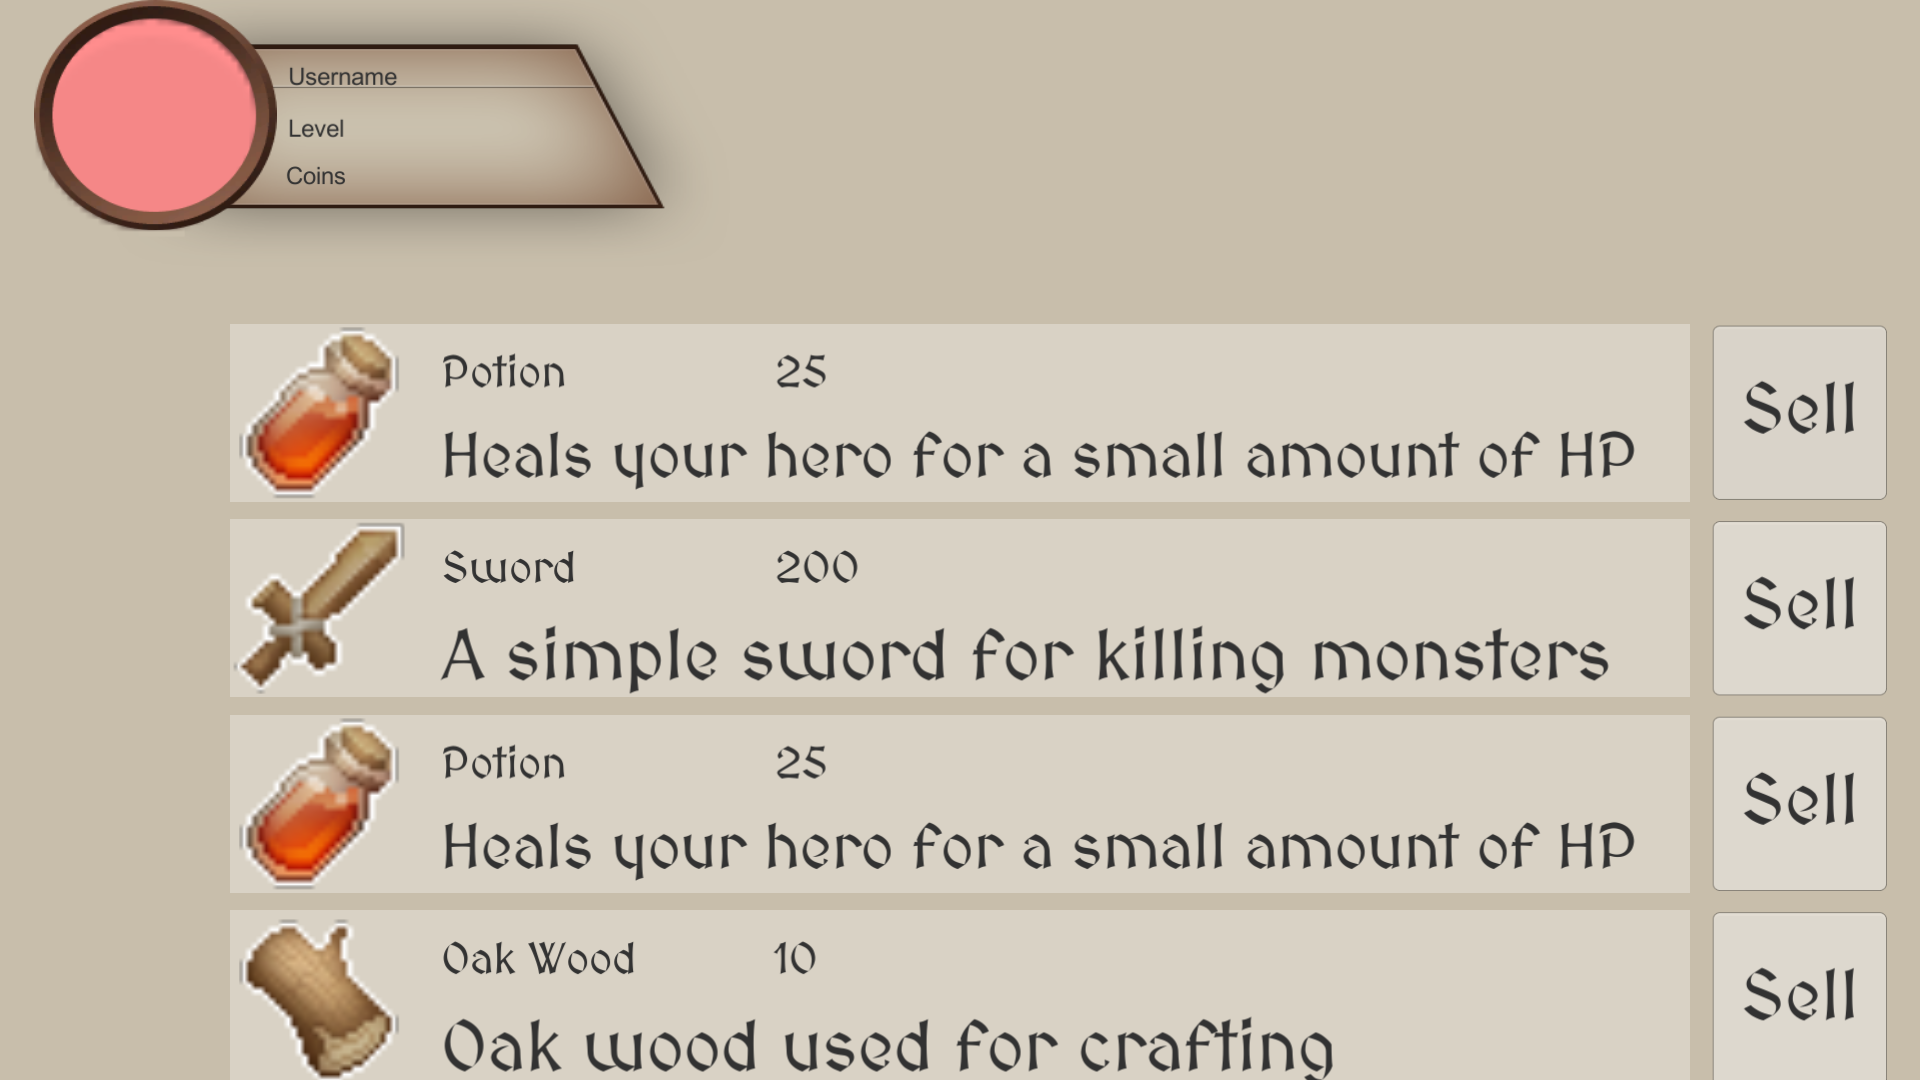 Username
Level
Coins
Potion 25
Heals your hero for a small amount of HP
Sell
Sword 200
A simple sword for killing monsters
Sell
Potion 25
Heals your hero for a small amount of HP
Sell
Oak Wood 10
Oak wood used for crafting
Sell